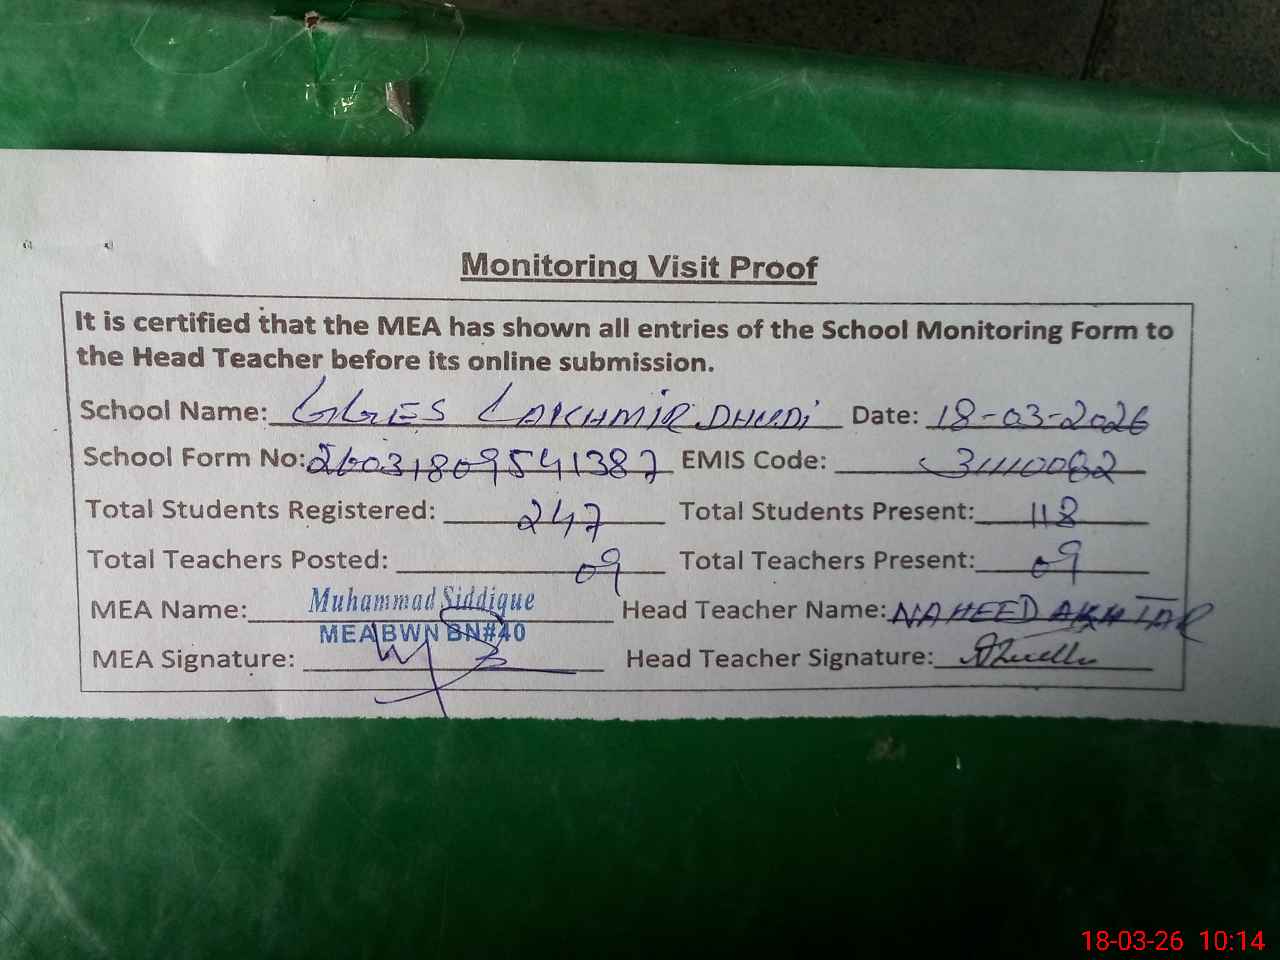 Monitoring Visit Proof
It is certified that the MEA has shown all entries of the School Monitoring Form to
the Head Teacher before its online submission.
School Name: GGES LAKHMIR DHUDI Date: 18-03-2026
School Form No: 26031809541387 EMIS Code: 31110082
Total Students Registered: 247 Total Students Present: 118
Total Teachers Posted: 09 Total Teachers Present: 09
MEA Name: Muhammad Siddique Head Teacher Name: NAHEED AKHTAR
MEA BWN BN#40
MEA Signature: Head Teacher Signature:
18-03-26 10:14